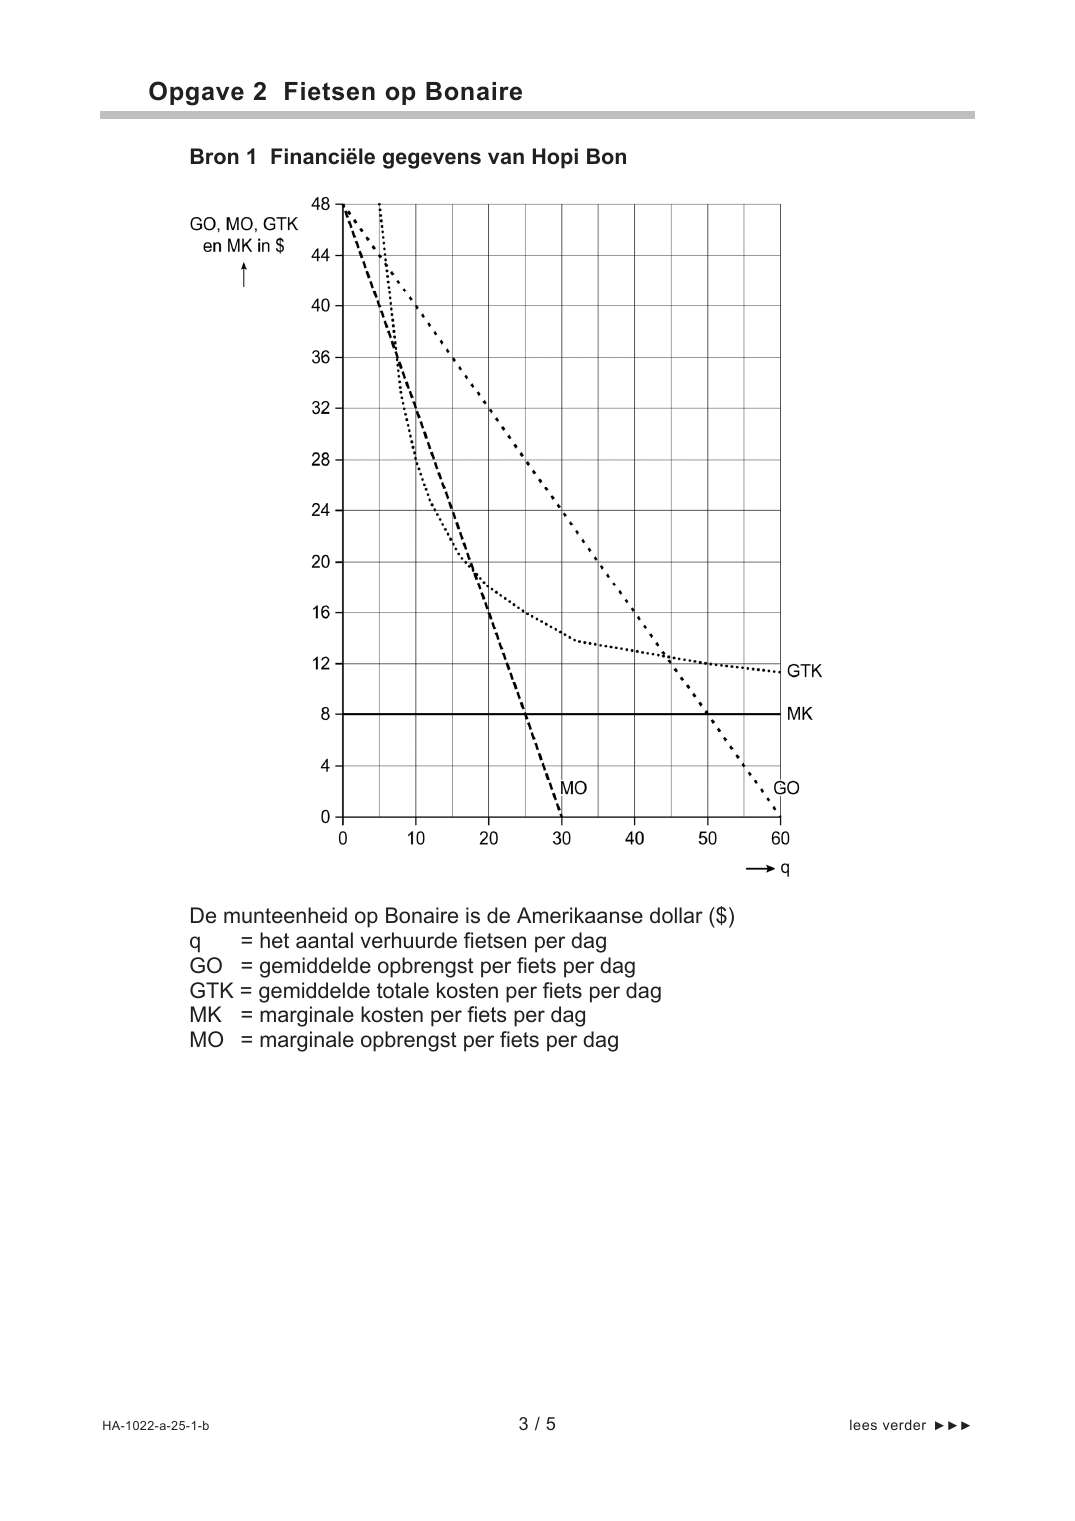 Opgave 2 Fietsen op Bonaire
Bron 1 Financiële gegevens van Hopi Bon
GO, MO, GTK
en MK in $
48
44
40
36
32
28
24
20
16
12
8
4
0
GTK
MK
MO
GO
0 10 20 30 40 50 60
q
De munteenheid op Bonaire is de Amerikaanse dollar ($)
q = het aantal verhuurde fietsen per dag
GO = gemiddelde opbrengst per fiets per dag
GTK = gemiddelde totale kosten per fiets per dag
MK = marginale kosten per fiets per dag
MO = marginale opbrengst per fiets per dag
HA-1022-a-25-1-b
3 / 5
lees verder ►►►